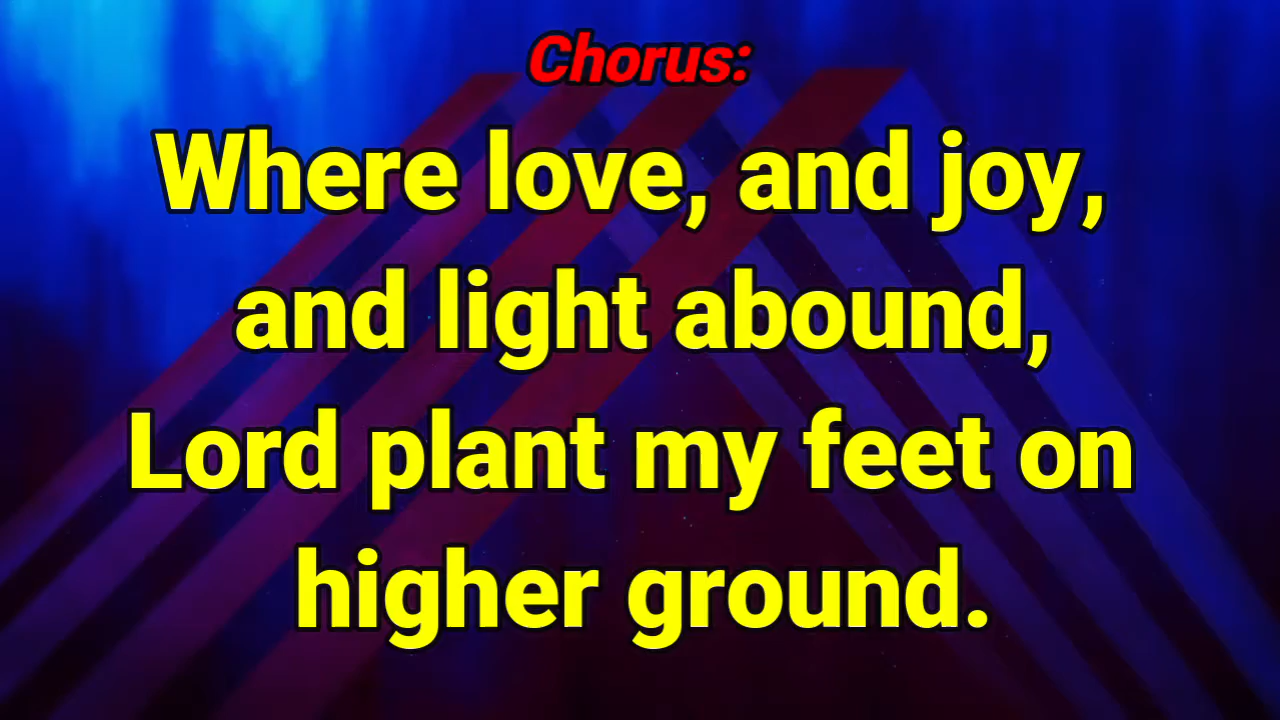 Chorus:
Where love, and joy,
and light abound,
Lord plant my feet on
higher ground.